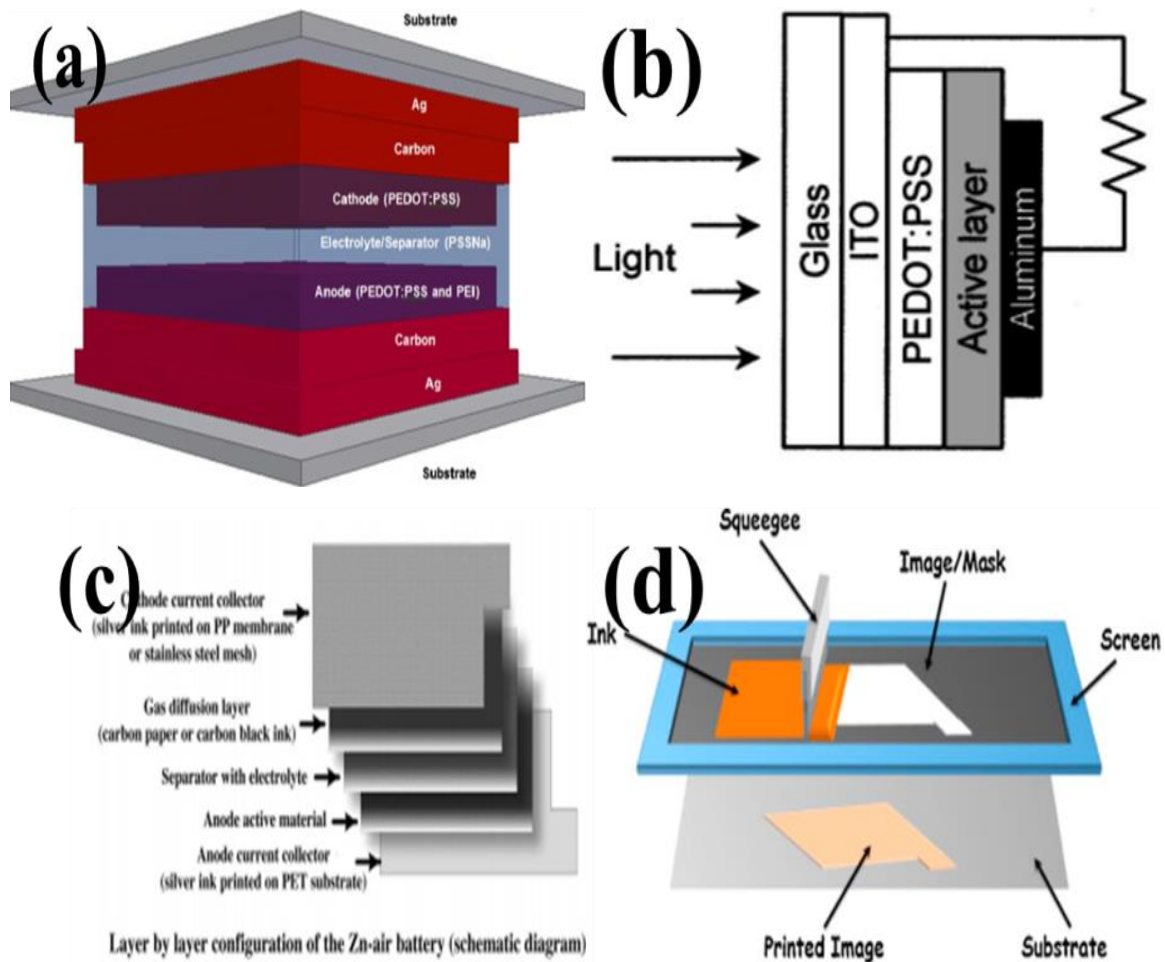 (a)
Substrate
Ag
Carbon
Cathode (PEDOT:PSS)
Electrolyte/Separator (PSSNa)
Anode (PEDOT:PSS and PEI)
Carbon
Ag
Substrate
(b)
Light
Glass
ITO
PEDOT:PSS
Active layer
Aluminum
(c)
Cathode current collector
(silver ink printed on PP membrane
or stainless steel mesh)
Gas diffusion layer
(carbon paper or carbon black ink)
Separator with electrolyte
Anode active material
Anode current collector
(silver ink printed on PET substrate)
Layer by layer configuration of the Zn-air battery (schematic diagram)
(d)
Squeegee
Image/Mask
Ink
Screen
Printed Image
Substrate